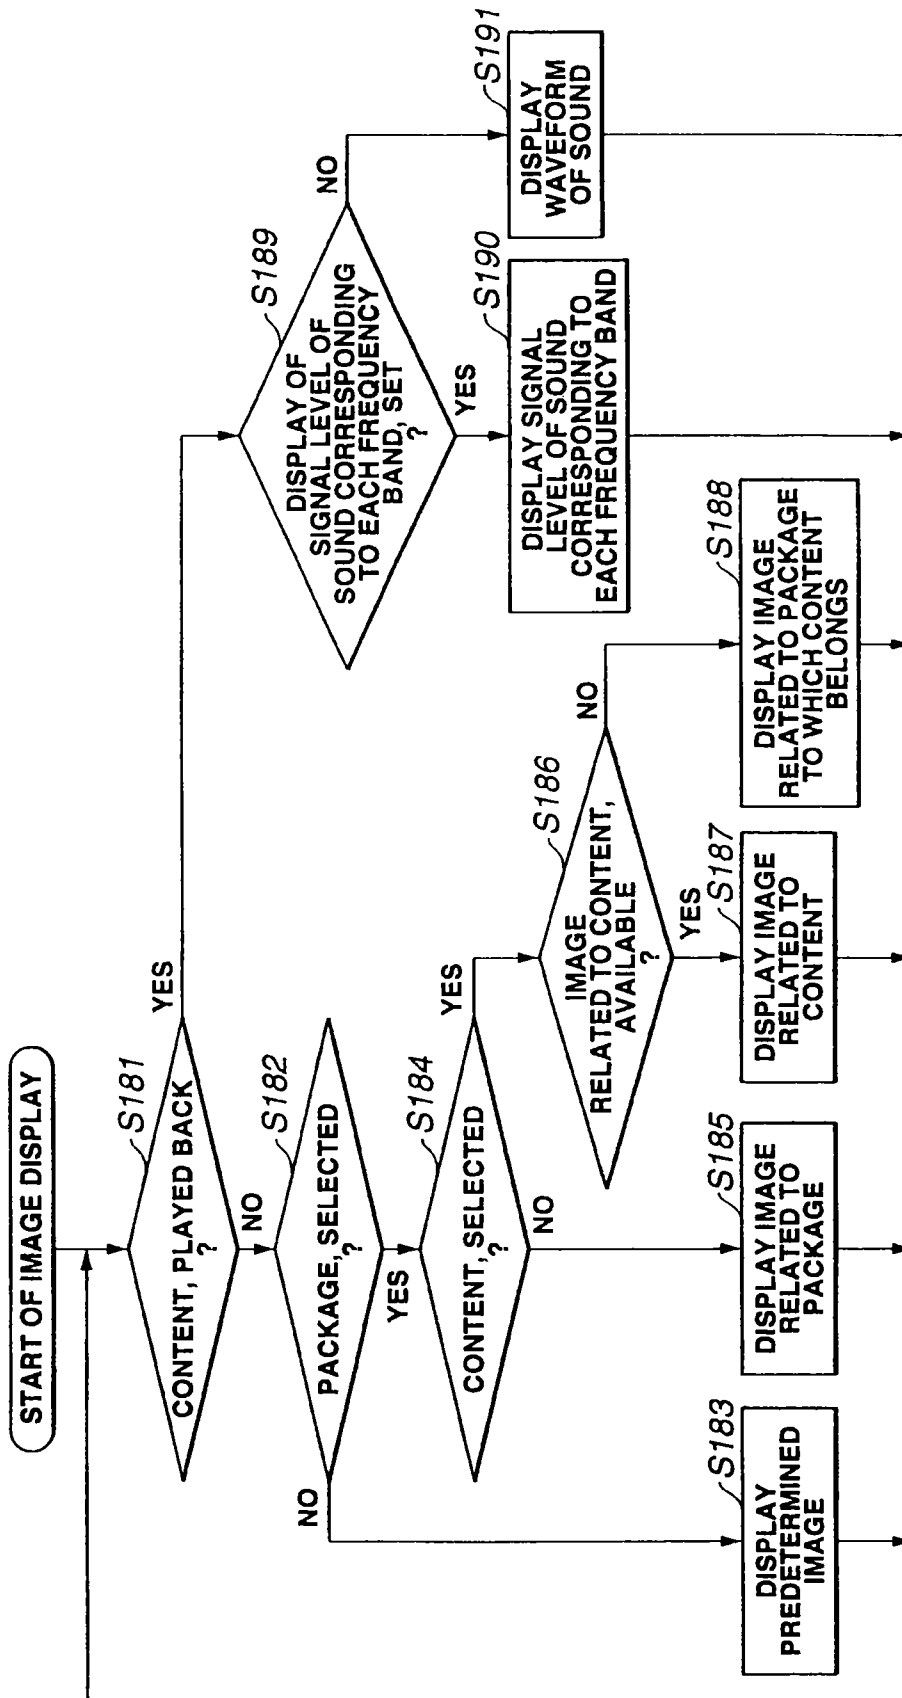 START OF IMAGE DISPLAY
S181
CONTENT, PLAYED BACK
?
YES
NO
S182
PACKAGE, SELECTED
?
NO
YES
S184
CONTENT, SELECTED
?
YES
NO
S189
DISPLAY OF
SIGNAL LEVEL OF
SOUND CORRESPONDING
TO EACH FREQUENCY
BAND, SET
?
NO
YES
S186
IMAGE
RELATED TO CONTENT,
AVAILABLE
?
NO
YES
S183
DISPLAY
PREDETERMINED
IMAGE
S185
DISPLAY IMAGE
RELATED TO
PACKAGE
S187
DISPLAY IMAGE
RELATED TO
CONTENT
S188
DISPLAY IMAGE
RELATED TO PACKAGE
TO WHICH CONTENT
BELONGS
S190
DISPLAY SIGNAL
LEVEL OF SOUND
CORRESPONDING TO
EACH FREQUENCY BAND
S191
DISPLAY
WAVEFORM
OF SOUND